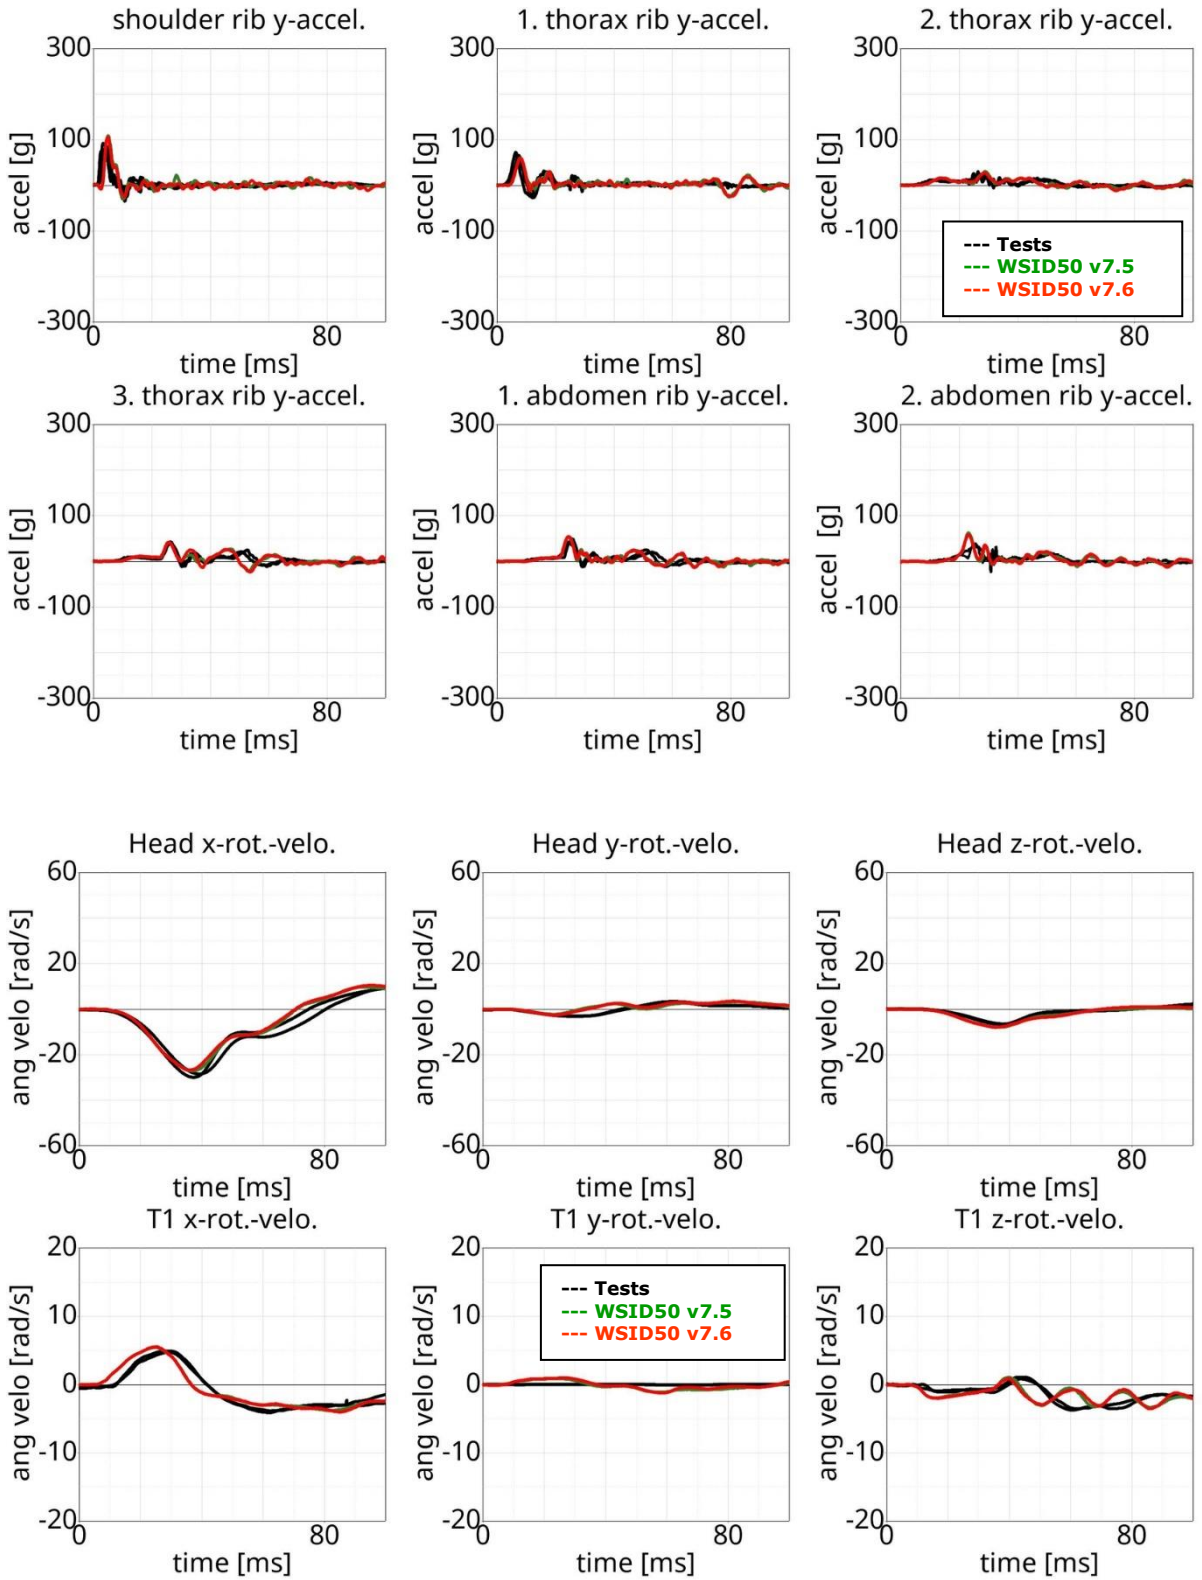 shoulder rib y-accel.
1. thorax rib y-accel.
2. thorax rib y-accel.
300
100
-100
-300
accel [g]
0
80
time [ms]
300
100
-100
-300
accel [g]
0
80
time [ms]
300
100
-100
-300
accel [g]
--- Tests
--- WSID50 v7.5
--- WSID50 v7.6
0
80
time [ms]
3. thorax rib y-accel.
1. abdomen rib y-accel.
2. abdomen rib y-accel.
300
100
-100
-300
accel [g]
0
80
time [ms]
300
100
-100
-300
accel [g]
0
80
time [ms]
300
100
-100
-300
accel [g]
0
80
time [ms]
Head x-rot.-velo.
Head y-rot.-velo.
Head z-rot.-velo.
60
20
-20
-60
ang velo [rad/s]
0
80
time [ms]
60
20
-20
-60
ang velo [rad/s]
0
80
time [ms]
60
20
-20
-60
ang velo [rad/s]
0
80
time [ms]
T1 x-rot.-velo.
T1 y-rot.-velo.
T1 z-rot.-velo.
20
10
0
-10
-20
ang velo [rad/s]
0
80
time [ms]
20
10
0
-10
-20
ang velo [rad/s]
--- Tests
--- WSID50 v7.5
--- WSID50 v7.6
0
80
time [ms]
20
10
0
-10
-20
ang velo [rad/s]
0
80
time [ms]